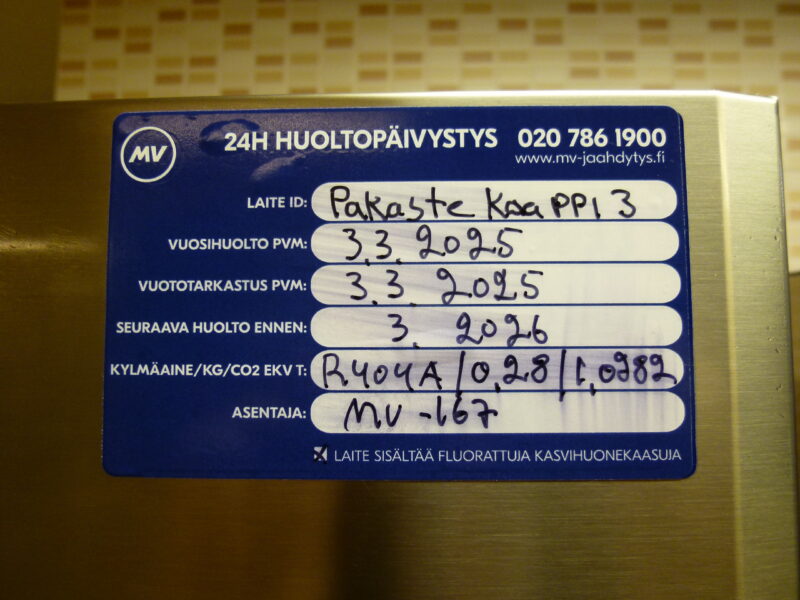 MV 24H HUOLTOPÄIVYSTYS 020 786 1900
www.mv-jaahdytys.fi
LAITE ID: Pakaste Kaappi 3
VUOSIHUOLTO PVM: 3.3.2025
VUOTOTARKASTUS PVM: 3.3.2025
SEURAAVA HUOLTO ENNEN: 3. 2026
KYLMÄAINE/KG/CO2 EKV T: R404A/0,28/1,0982
ASENTAJA: MV-167
LAITE SISÄLTÄÄ FLUORATTUJA KASVIHUONEKAASUJA